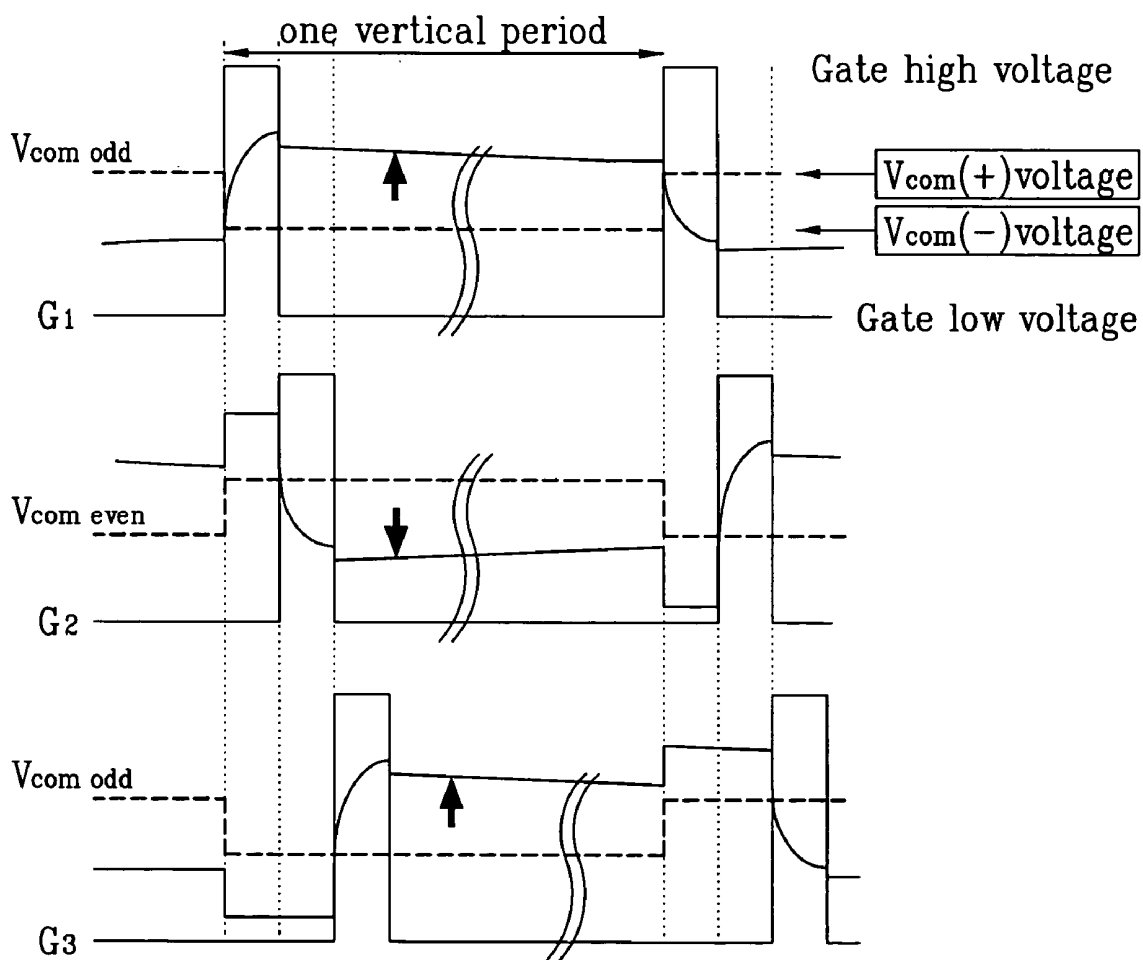 one vertical period
Gate high voltage
Vcom odd
Vcom(+)voltage
Vcom(−)voltage
G1
Gate low voltage
Vcom even
G2
Vcom odd
G3